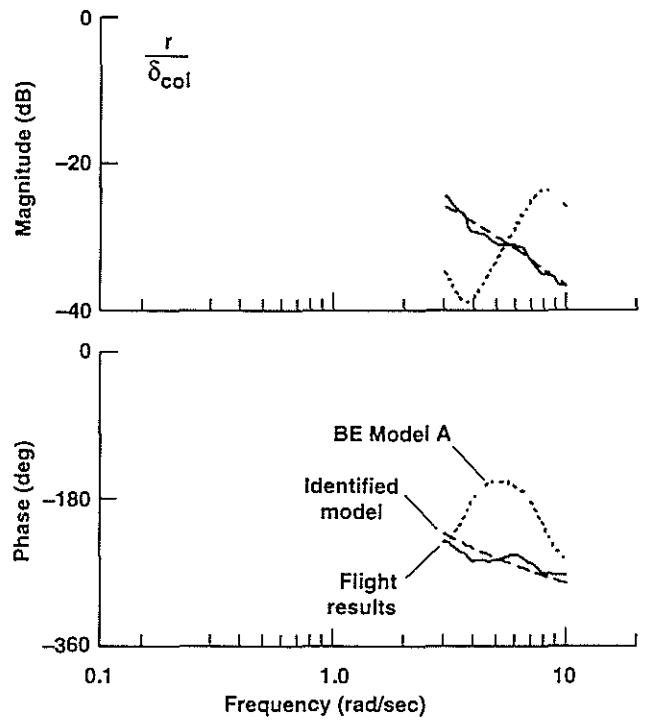 0
r
δcol
Magnitude (dB)
−20
−40
0
BE Model A
Phase (deg)
−180
Identified
model
Flight
results
−360
0.1
1.0
10
Frequency (rad/sec)